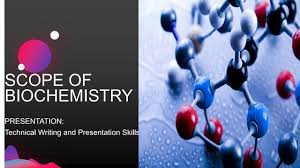 SCOPE OF
BIOCHEMISTRY
PRESENTATION:
Technical Writing and Presentation Skills